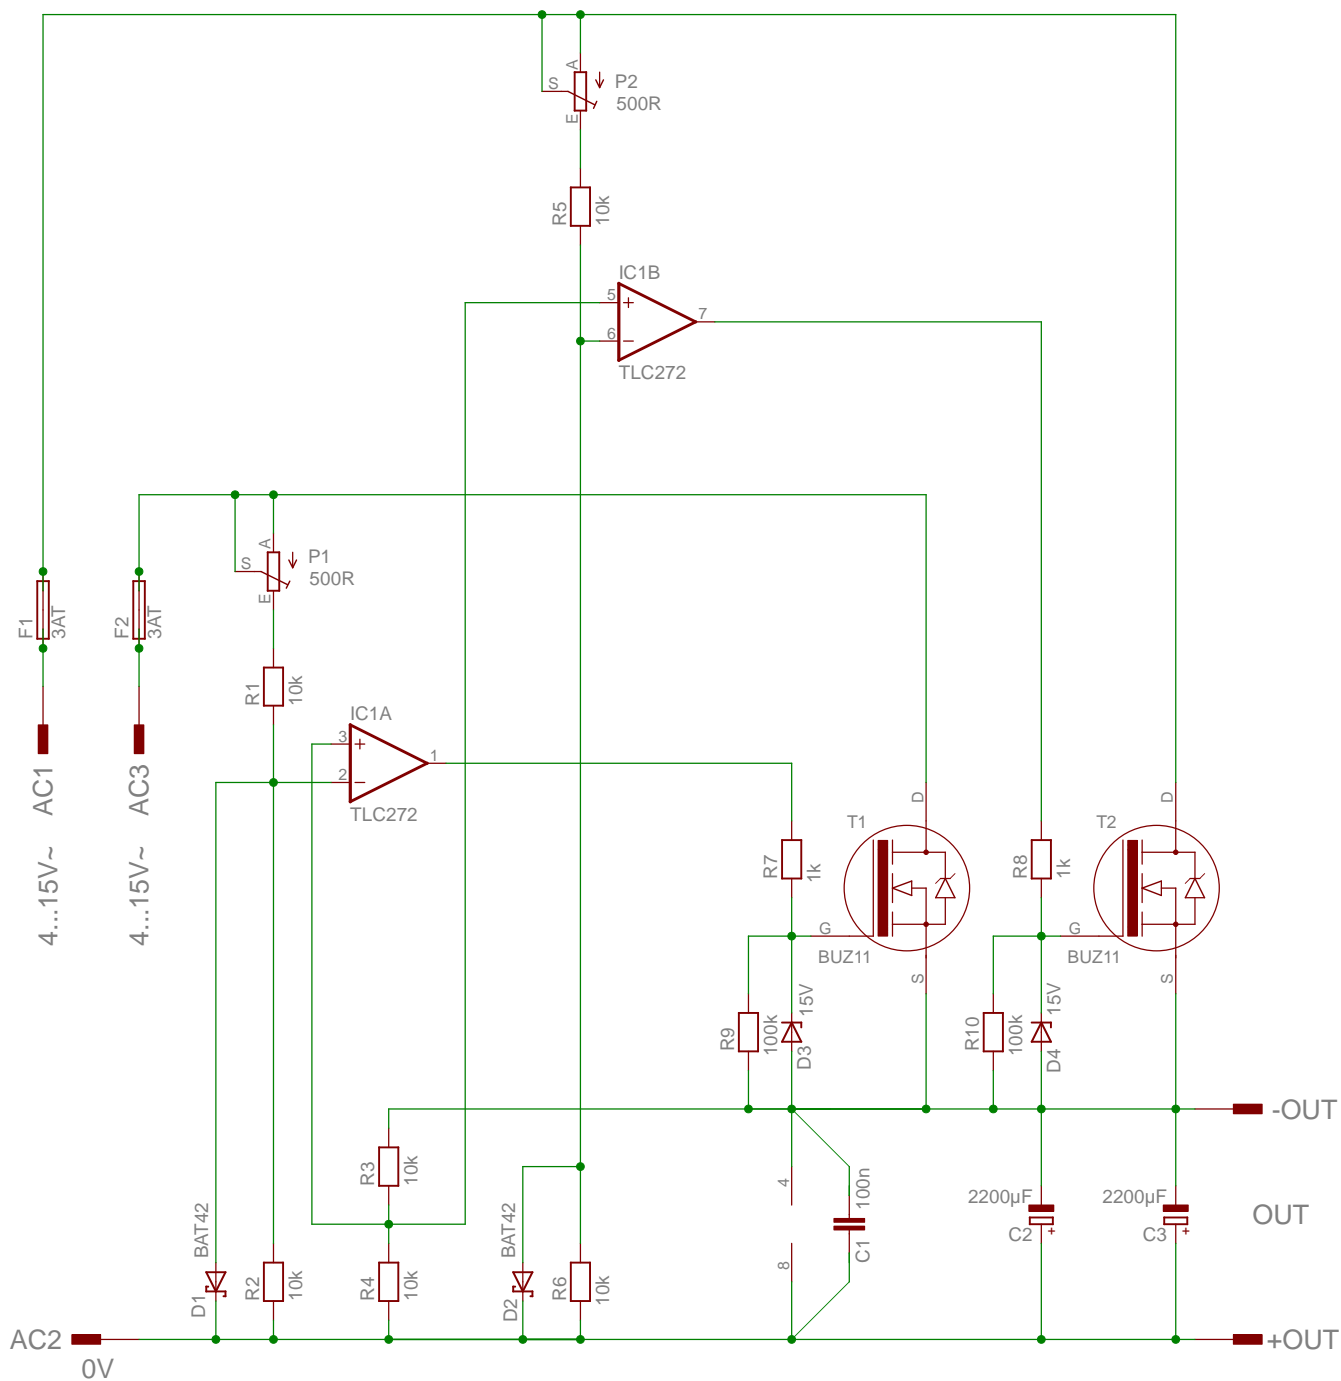 A
S
P2
500R
E
R5
10k
IC1B
5
+
7
6
−
TLC272
A
S
P1
500R
E
F1
3AT
F2
3AT
R1
10k
IC1A
3
+
1
2
−
TLC272
AC1
AC3
4...15V~
4...15V~
D
D
T1
T2
R7
1k
R8
1k
G
G
BUZ11
BUZ11
S
S
15V
15V
R9
100k
D3
R10
100k
D4
-OUT
R3
10k
4
100n
2200µF
2200µF
OUT
BAT42
BAT42
C2
+
C3
+
8
C1
D1
R2
10k
R4
10k
D2
R6
10k
AC2
+OUT
0V